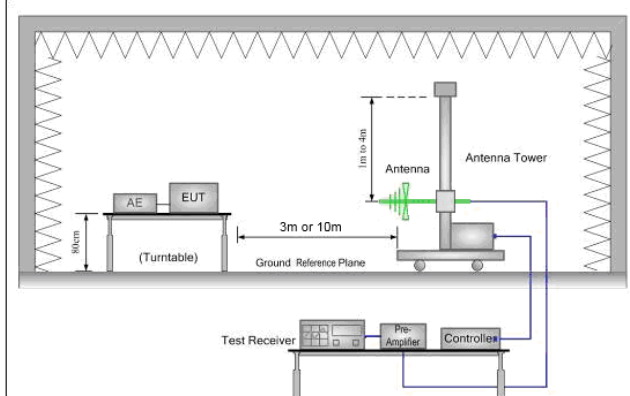 1m to 4m
Antenna
Antenna Tower
AE
EUT
80cm
(Turntable)
3m or 10m
Ground Reference Plane
Test Receiver
Pre-
Amplifier
Controller